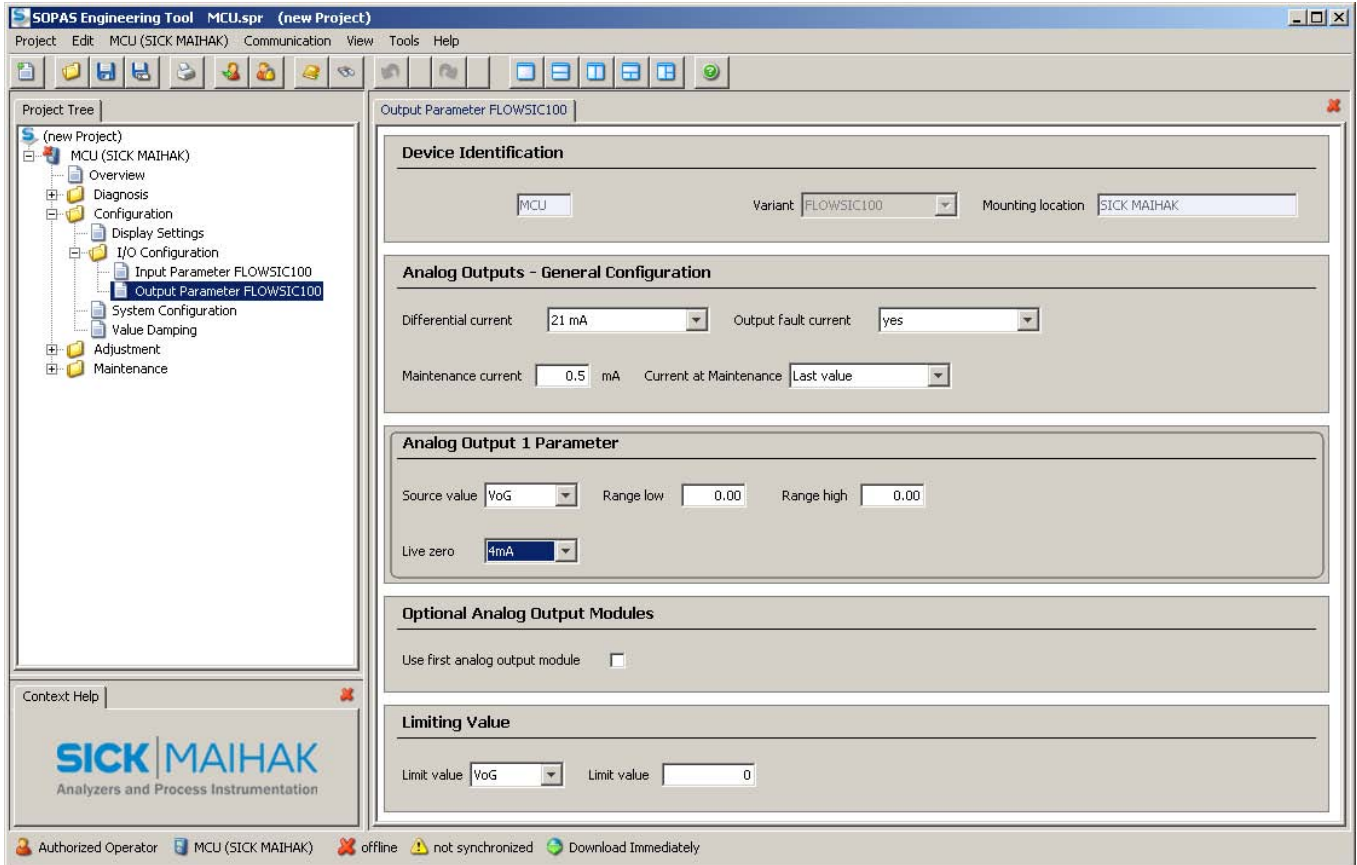 SOPAS Engineering Tool MCU.spr (new Project)
Project Edit MCU (SICK MAIHAK) Communication View Tools Help
Project Tree
(new Project)
MCU (SICK MAIHAK)
Overview
Diagnosis
Configuration
Display Settings
I/O Configuration
Input Parameter FLOWSIC100
Output Parameter FLOWSIC100
System Configuration
Value Damping
Adjustment
Maintenance
Context Help
SICK MAIHAK
Analyzers and Process Instrumentation
Output Parameter FLOWSIC100
Device Identification
MCU Variant FLOWSIC100 Mounting location SICK MAIHAK
Analog Outputs - General Configuration
Differential current 21 mA Output fault current yes
Maintenance current 0.5 mA Current at Maintenance Last value
Analog Output 1 Parameter
Source value VoG Range low 0.00 Range high 0.00
Live zero 4mA
Optional Analog Output Modules
Use first analog output module
Limiting Value
Limit value VoG Limit value 0
Authorized Operator MCU (SICK MAIHAK) offline not synchronized Download Immediately